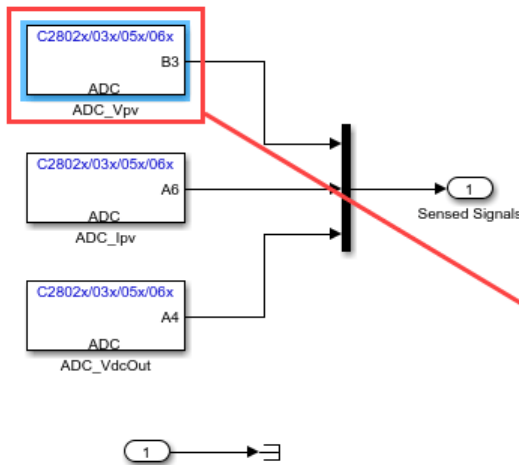 C2802x/03x/05x/06x
B3
ADC
ADC_Vpv
C2802x/03x/05x/06x
A6
ADC
ADC_Ipv
1
Sensed Signals
C2802x/03x/05x/06x
A4
ADC
ADC_VdcOut
1